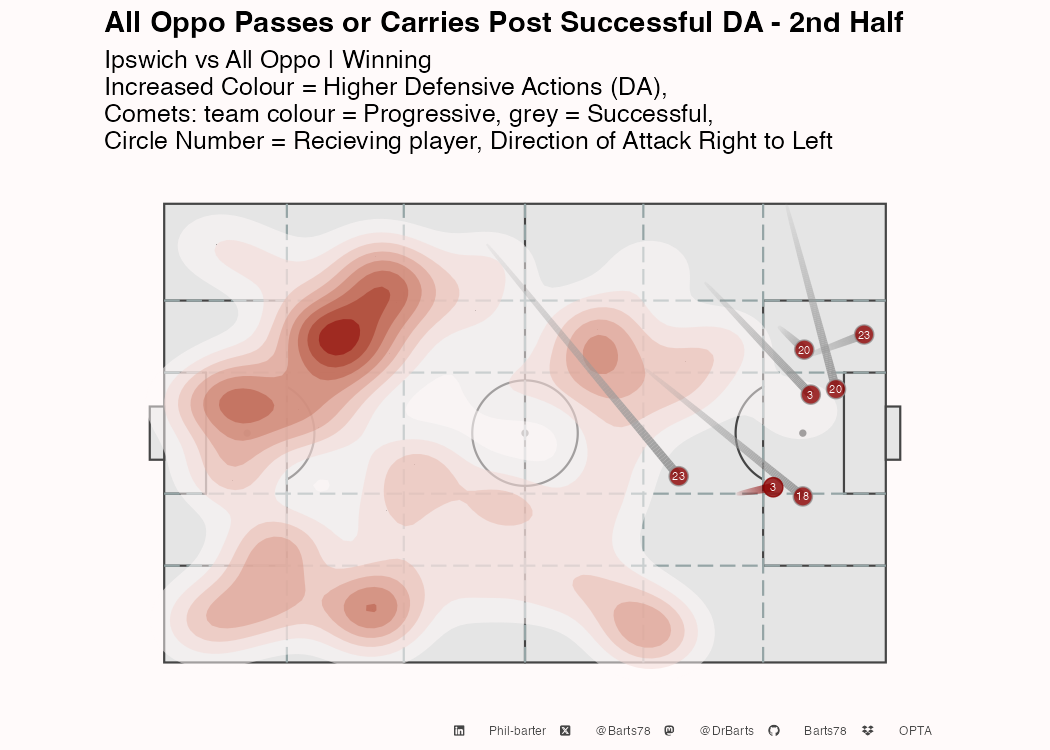 All Oppo Passes or Carries Post Successful DA - 2nd Half
Ipswich vs All Oppo | Winning
Increased Colour = Higher Defensive Actions (DA),
Comets: team colour = Progressive, grey = Successful,
Circle Number = Recieving player, Direction of Attack Right to Left
23
20
20
3
23
3
18
Phil-barter @Barts78 @DrBarts Barts78 OPTA